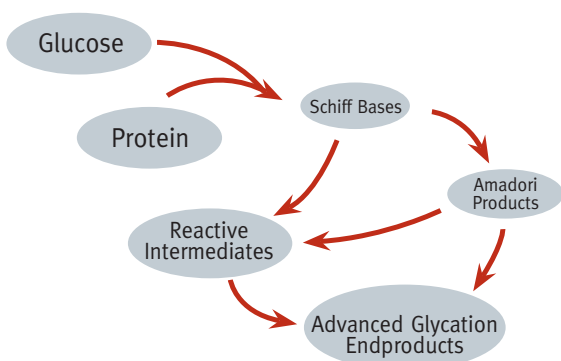 Glucose
Protein
Schiff Bases
Amadori
Products
Reactive
Intermediates
Advanced Glycation
Endproducts